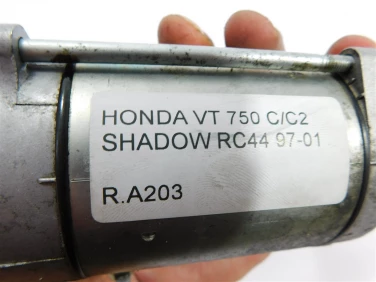 HONDA VT 750 C/C2
SHADOW RC44 97-01
R.A203